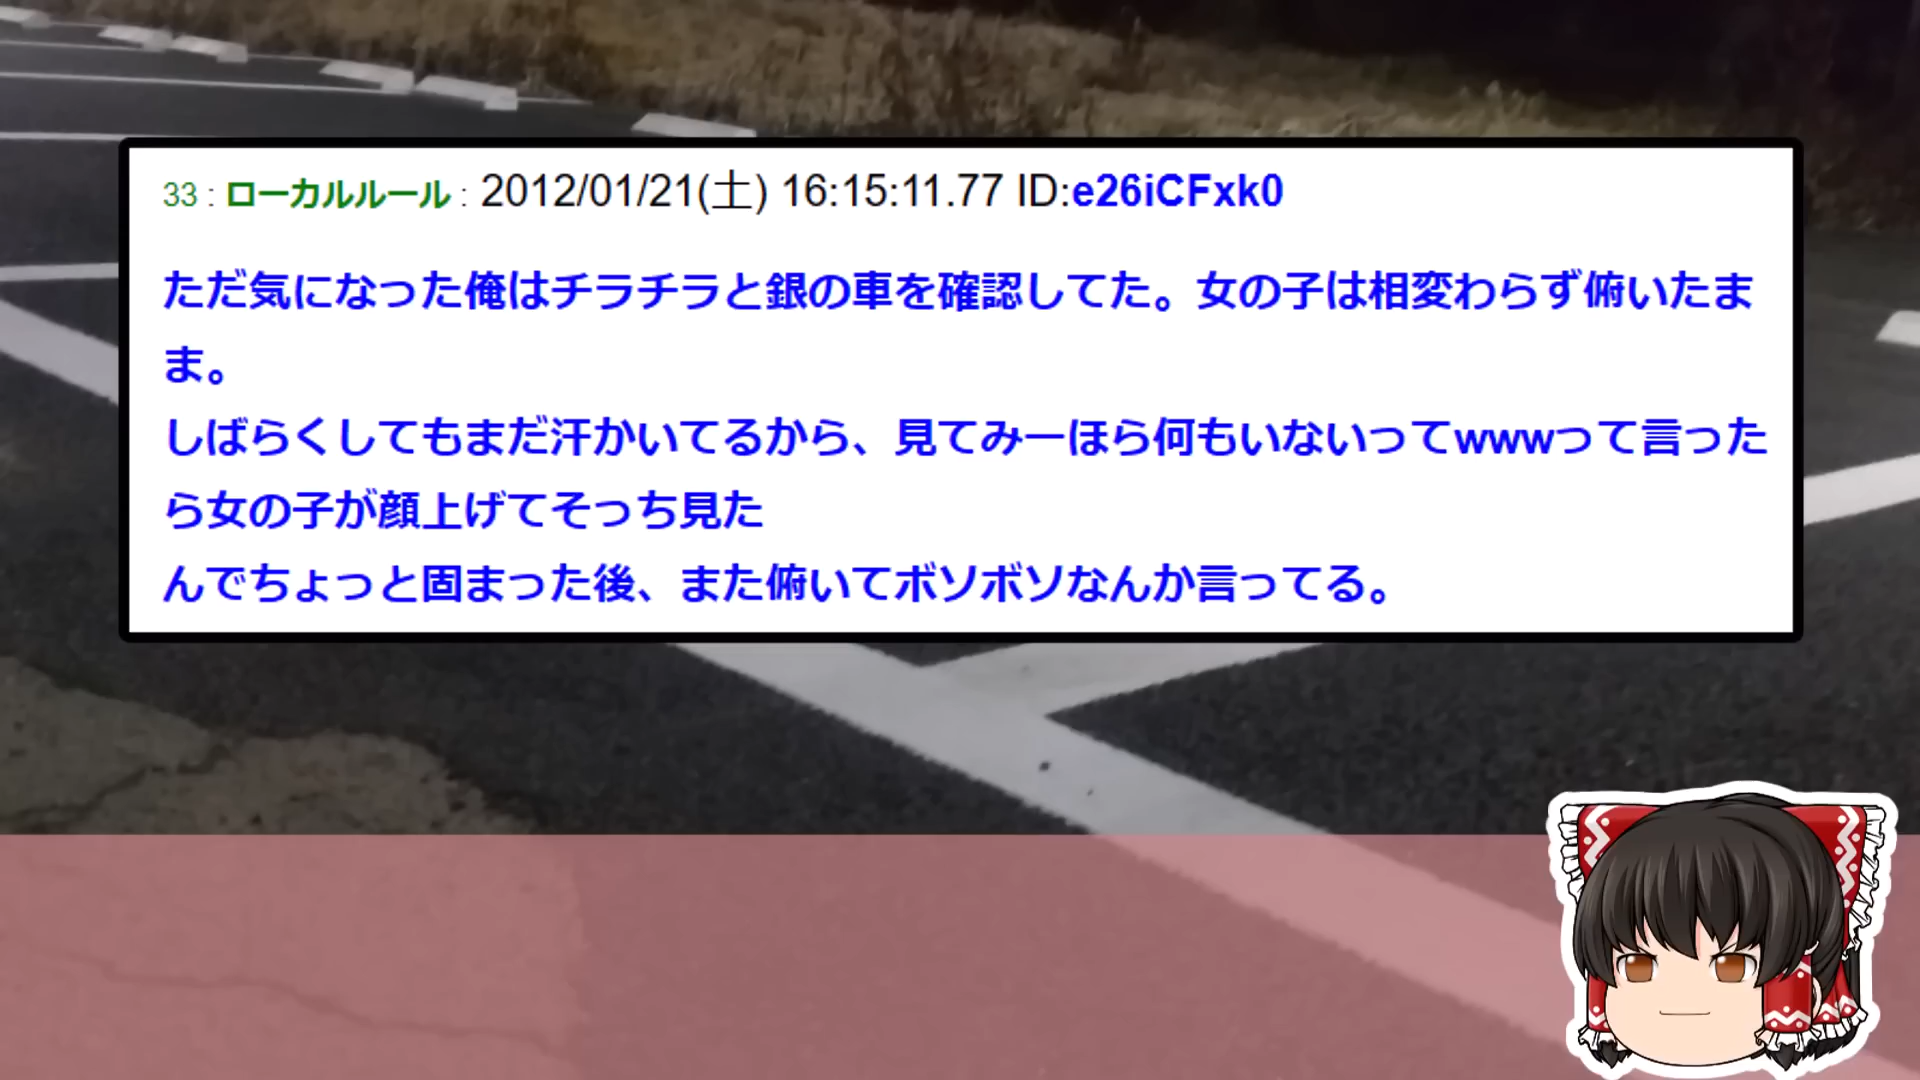 33 : ローカルルール : 2012/01/21(土) 16:15:11.77 ID:e26iCFxk0
ただ気になった俺はチラチラと銀の車を確認してた。女の子は相変わらず俯いたま
ま。
しばらくしてもまだ汗かいてるから、見てみーほら何もいないってwwwって言った
ら女の子が顔上げてそっち見た
んでちょっと固まった後、また俯いてボソボソなんか言ってる。